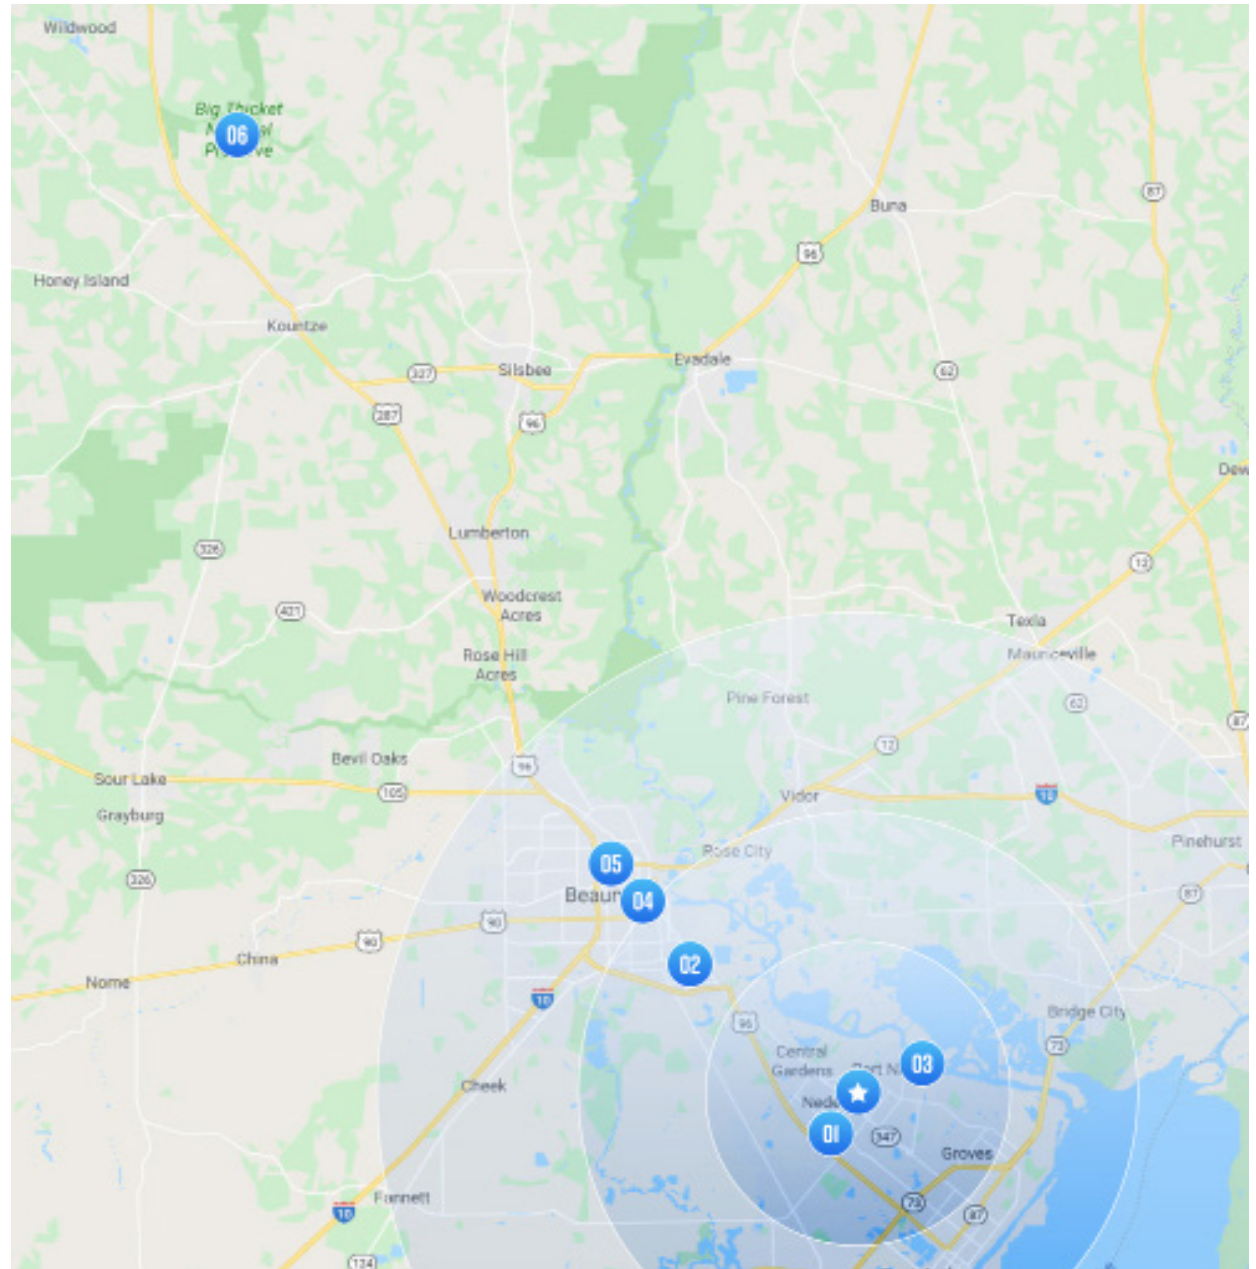 Wildwood
Big Thicket
06
Buna
87
96
Honey Island
Kountze
Evadale
Silsbee
327
62
287
96
Dew
Lumberton
326
12
Woodcrest
Acres
421
Texla
Rose Hill
Acres
Mauriceville
Pine Forest
62
87
12
Bevil Oaks
96
Sour Lake
105
Vidor
10
Grayburg
Pinehurst
Rose City
05
326
Beaum
04
87
90
90
China
02
Nome
10
96
Bridge City
73
Central
Gardens
Port N
03
Cheek
Nede
01
347
Groves
Fannett
10
73
87
124